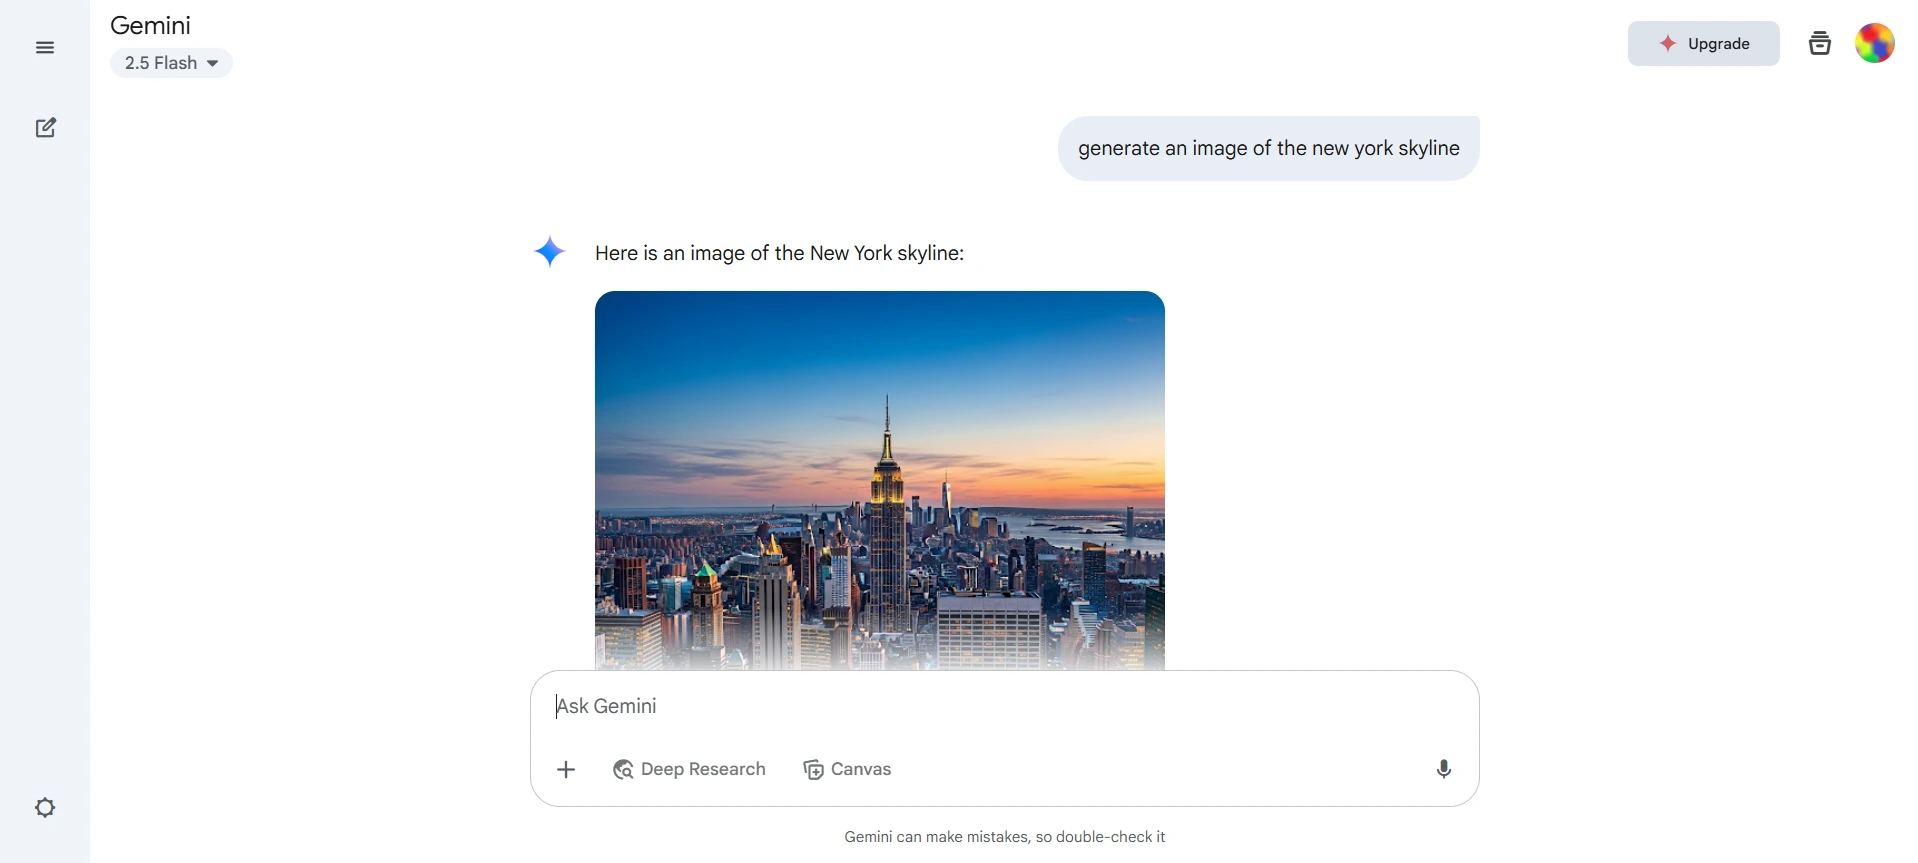 Gemini
2.5 Flash
Upgrade
generate an image of the new york skyline
Here is an image of the New York skyline:
Ask Gemini
Deep Research
Canvas
Gemini can make mistakes, so double-check it